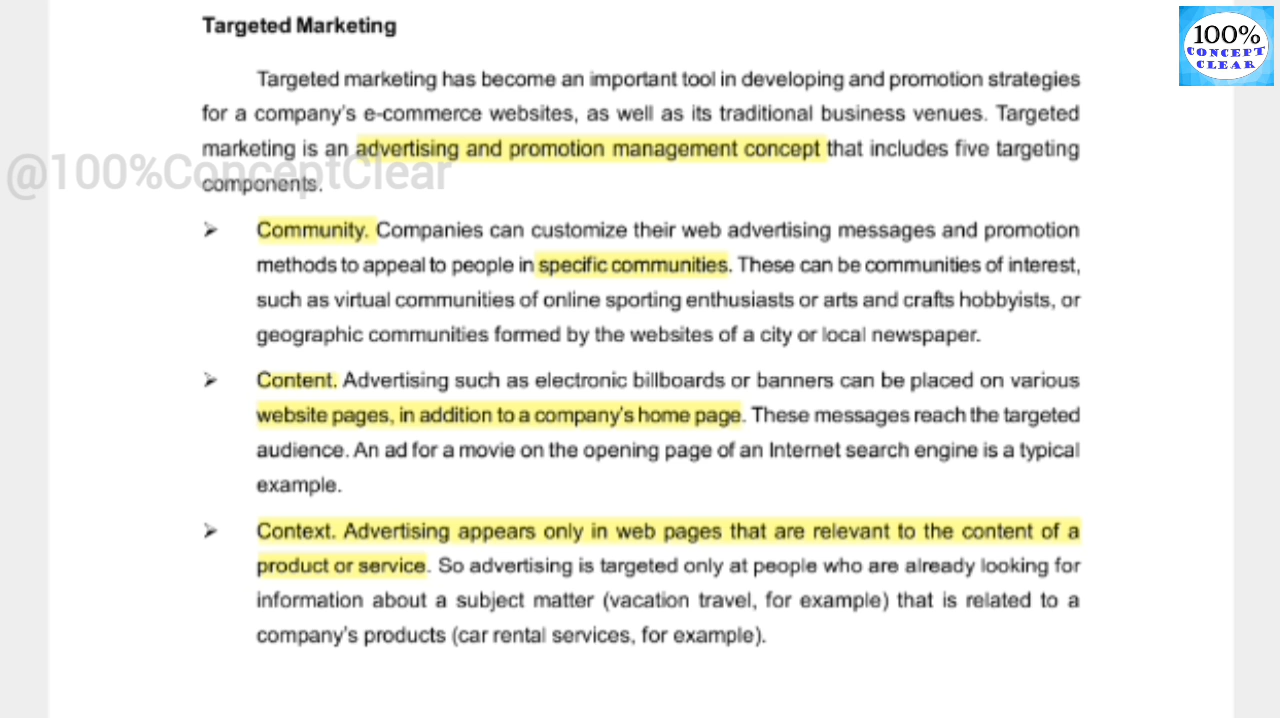 Targeted Marketing
100%
CONCEPT
CLEAR
Targeted marketing has become an important tool in developing and promotion strategies
for a company's e-commerce websites, as well as its traditional business venues. Targeted
marketing is an advertising and promotion management concept that includes five targeting
@100%ConceptClear
components.
➢ Community. Companies can customize their web advertising messages and promotion
methods to appeal to people in specific communities. These can be communities of interest,
such as virtual communities of online sporting enthusiasts or arts and crafts hobbyists, or
geographic communities formed by the websites of a city or local newspaper.
➢ Content. Advertising such as electronic billboards or banners can be placed on various
website pages, in addition to a company's home page. These messages reach the targeted
audience. An ad for a movie on the opening page of an Internet search engine is a typical
example.
➢ Context. Advertising appears only in web pages that are relevant to the content of a
product or service. So advertising is targeted only at people who are already looking for
information about a subject matter (vacation travel, for example) that is related to a
company's products (car rental services, for example).